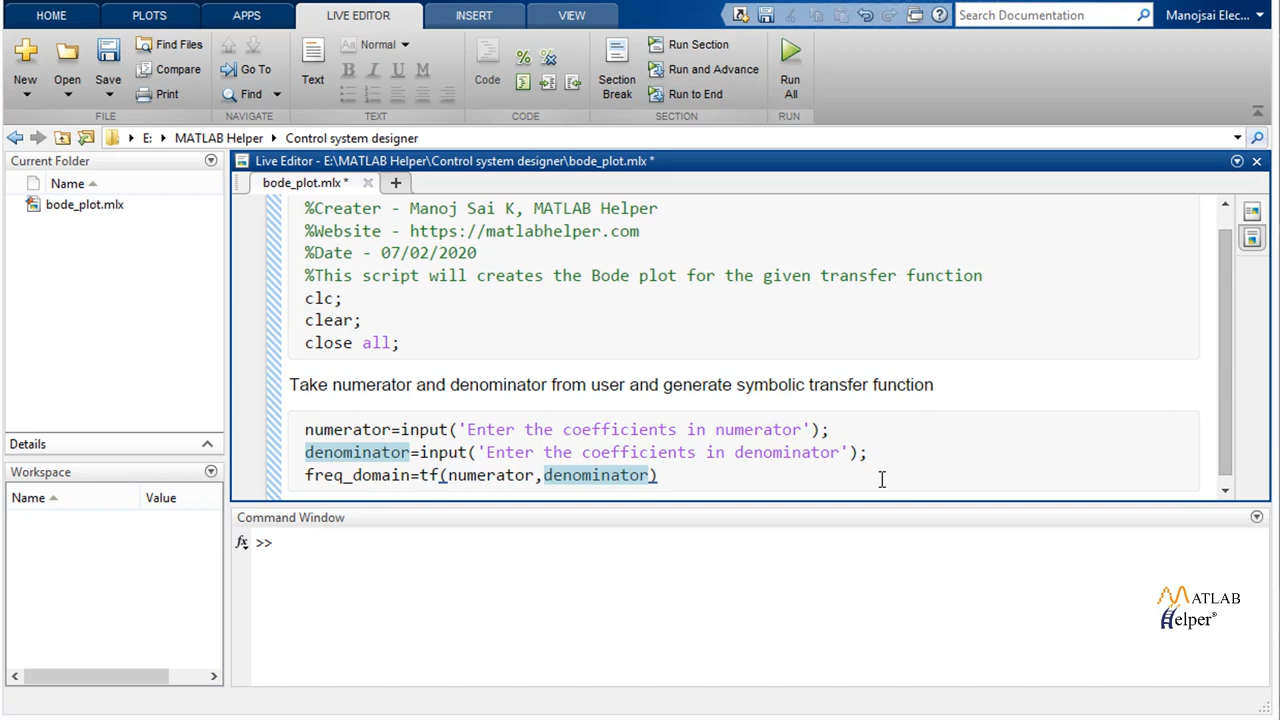 HOME PLOTS APPS LIVE EDITOR INSERT VIEW Search Documentation Manojsai Elec...
New Open Save Find Files Compare Print
FILE
Go To Find
NAVIGATE
Text Aa Normal B I U M
TEXT
Code
CODE
Section Break Run Section Run and Advance Run to End
SECTION
Run All
RUN
E: MATLAB Helper Control system designer
Current Folder
Name
bode_plot.mlx
Details
Workspace
Name Value
Live Editor - E:\MATLAB Helper\Control system designer\bode_plot.mlx *
bode_plot.mlx *
%Creater - Manoj Sai K, MATLAB Helper
%Website - https://matlabhelper.com
%Date - 07/02/2020
%This script will creates the Bode plot for the given transfer function
clc;
clear;
close all;
Take numerator and denominator from user and generate symbolic transfer function
numerator=input('Enter the coefficients in numerator');
denominator=input('Enter the coefficients in denominator');
freq_domain=tf(numerator,denominator)
Command Window
fx >>
MATLAB
Helper®